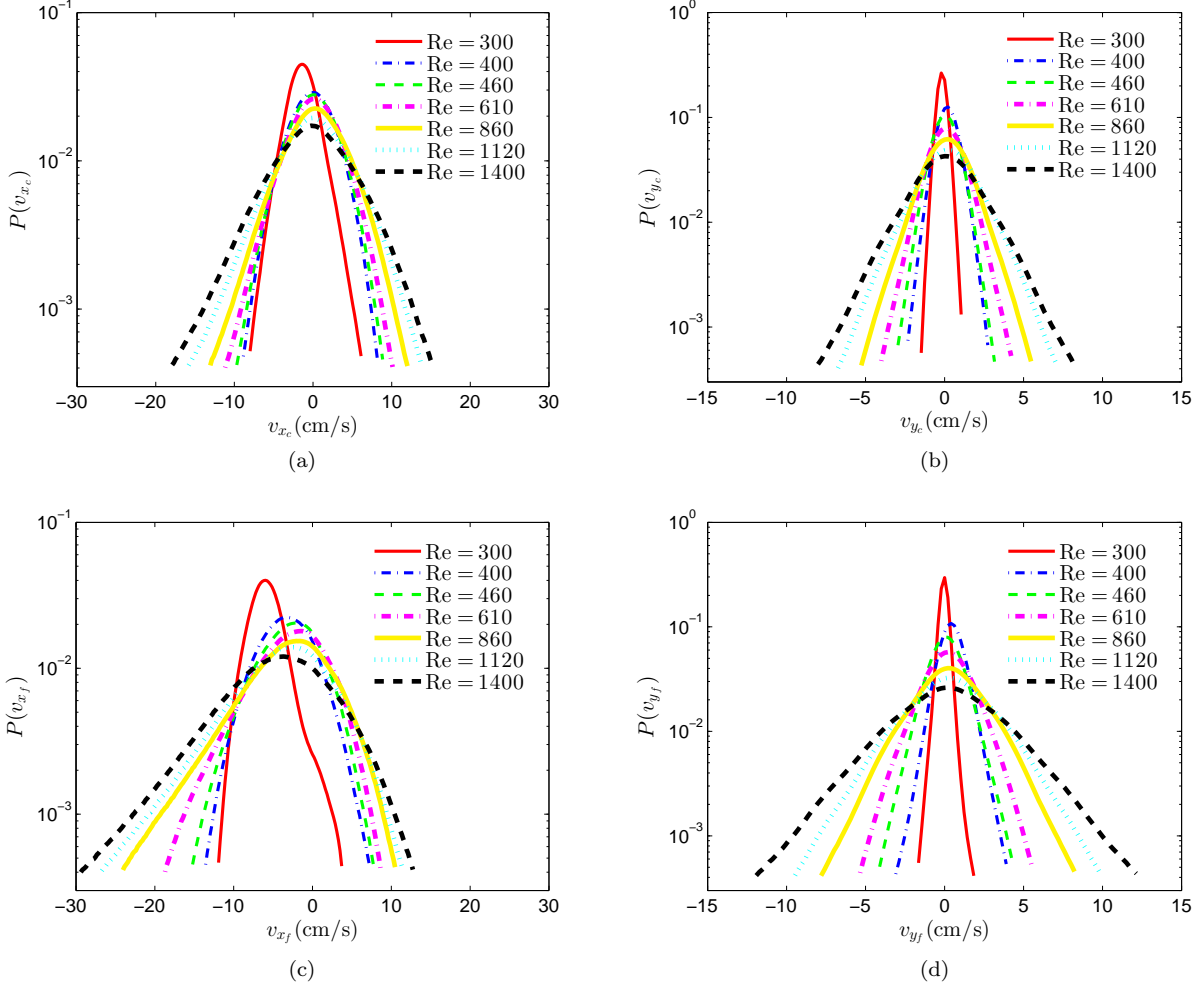 10^{-1}
10^{-2}
10^{-3}
P(v_{x_c})
Re = 300
Re = 400
Re = 460
Re = 610
Re = 860
Re = 1120
Re = 1400
−30 −20 −10 0 10 20 30
v_{x_c}(cm/s)
(a)
10^{0}
10^{-1}
10^{-2}
10^{-3}
P(v_{y_c})
Re = 300
Re = 400
Re = 460
Re = 610
Re = 860
Re = 1120
Re = 1400
−15 −10 −5 0 5 10 15
v_{y_c}(cm/s)
(b)
10^{-1}
10^{-2}
10^{-3}
P(v_{x_f})
Re = 300
Re = 400
Re = 460
Re = 610
Re = 860
Re = 1120
Re = 1400
−30 −20 −10 0 10 20 30
v_{x_f}(cm/s)
(c)
10^{0}
10^{-1}
10^{-2}
10^{-3}
P(v_{y_f})
Re = 300
Re = 400
Re = 460
Re = 610
Re = 860
Re = 1120
Re = 1400
−15 −10 −5 0 5 10 15
v_{y_f}(cm/s)
(d)